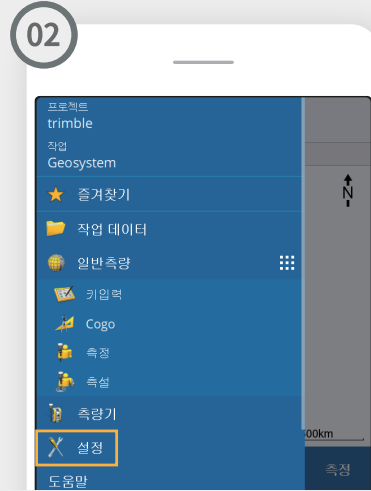 02
프로젝트
trimble
작업
Geosystem
N
즐겨찾기
작업 데이터
일반측량
키입력
Cogo
측정
측설
측량기
00km
설정
측정
도움말